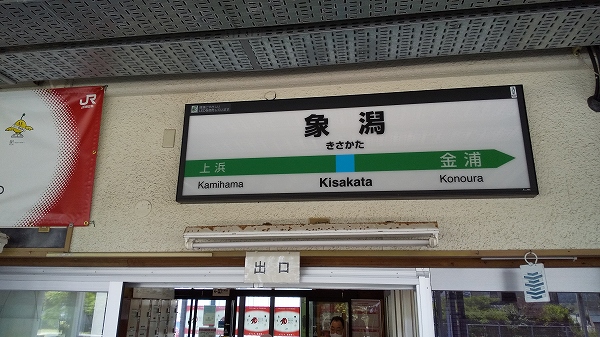 JR
象潟
きさかた
上浜
Kamihama
Kisakata
金浦
Konoura
出口